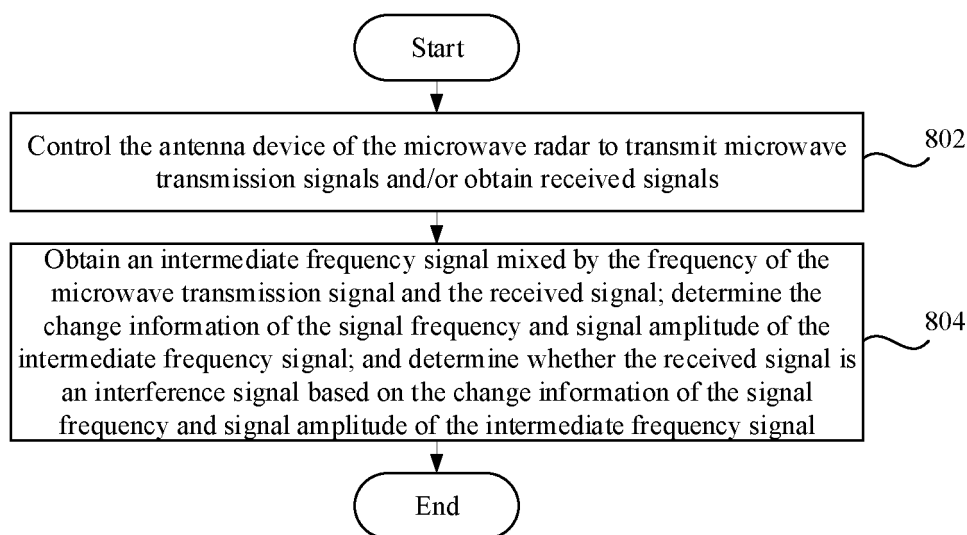 Start
Control the antenna device of the microwave radar to transmit microwave
transmission signals and/or obtain received signals
802
Obtain an intermediate frequency signal mixed by the frequency of the
microwave transmission signal and the received signal; determine the
change information of the signal frequency and signal amplitude of the
intermediate frequency signal; and determine whether the received signal is
an interference signal based on the change information of the signal
frequency and signal amplitude of the intermediate frequency signal
804
End